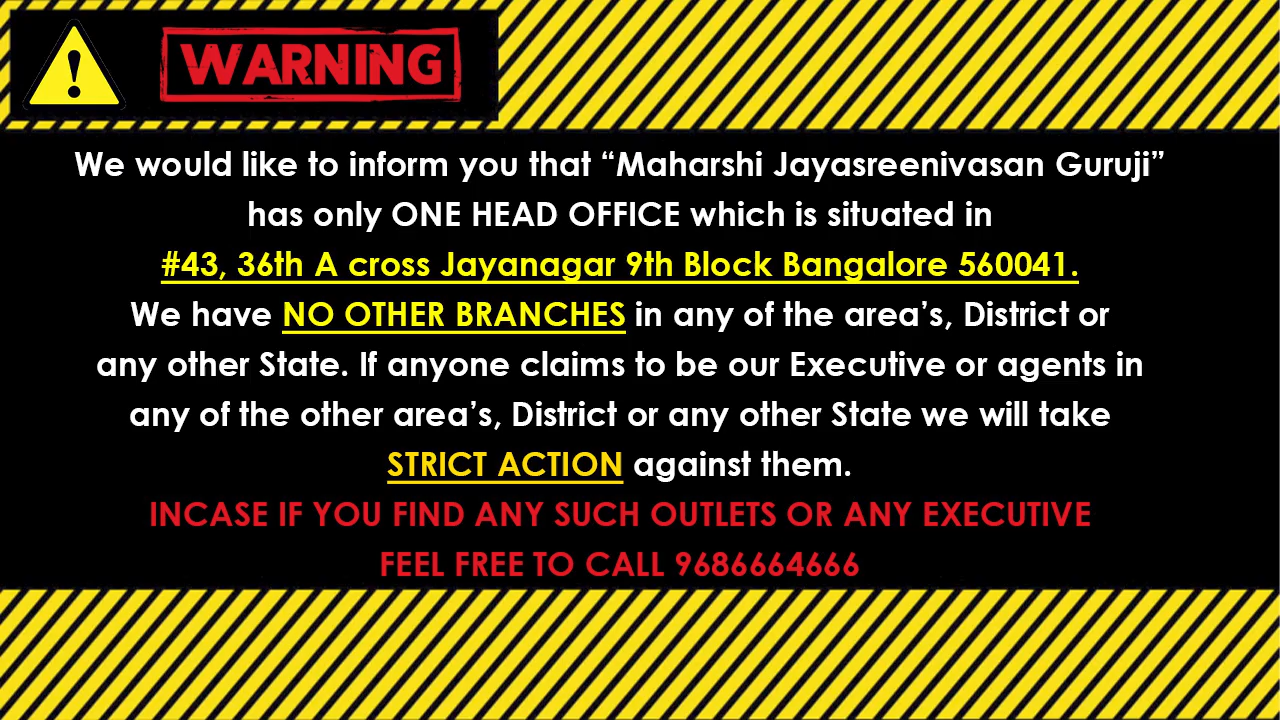 WARNING
We would like to inform you that “Maharshi Jayasreenivasan Guruji”
has only ONE HEAD OFFICE which is situated in
#43, 36th A cross Jayanagar 9th Block Bangalore 560041.
We have NO OTHER BRANCHES in any of the area’s, District or
any other State. If anyone claims to be our Executive or agents in
any of the other area’s, District or any other State we will take
STRICT ACTION against them.
INCASE IF YOU FIND ANY SUCH OUTLETS OR ANY EXECUTIVE
FEEL FREE TO CALL 9686664666